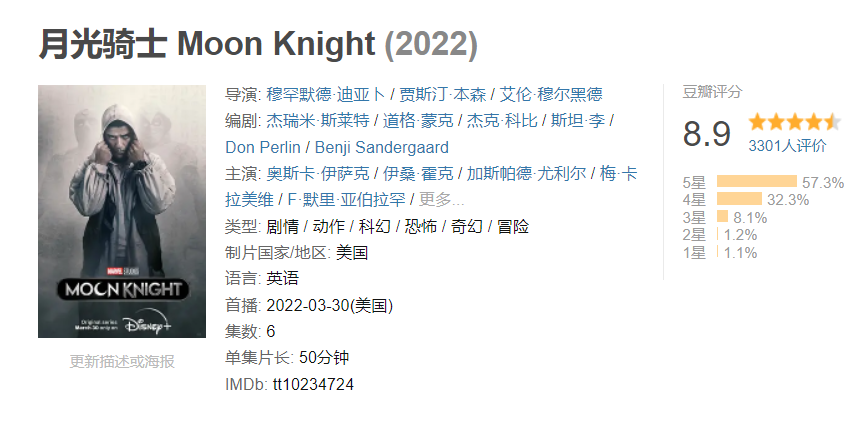 月光骑士 Moon Knight (2022)
MARVEL STUDIOS
MOON KNIGHT
Original series
March 30 only on
Disney+
更新描述或海报
导演: 穆罕默德·迪亚卜 / 贾斯汀·本森 / 艾伦·穆尔黑德
编剧: 杰瑞米·斯莱特 / 道格·蒙克 / 杰克·科比 / 斯坦·李 /
Don Perlin / Benji Sandergaard
主演: 奥斯卡·伊萨克 / 伊桑·霍克 / 加斯帕德·尤利尔 / 梅·卡
拉美维 / F·默里·亚伯拉罕 / 更多...
类型: 剧情 / 动作 / 科幻 / 恐怖 / 奇幻 / 冒险
制片国家/地区: 美国
语言: 英语
首播: 2022-03-30(美国)
集数: 6
单集片长: 50分钟
IMDb: tt10234724
豆瓣评分
8.9
3301人评价
5星 57.3%
4星 32.3%
3星 8.1%
2星 1.2%
1星 1.1%